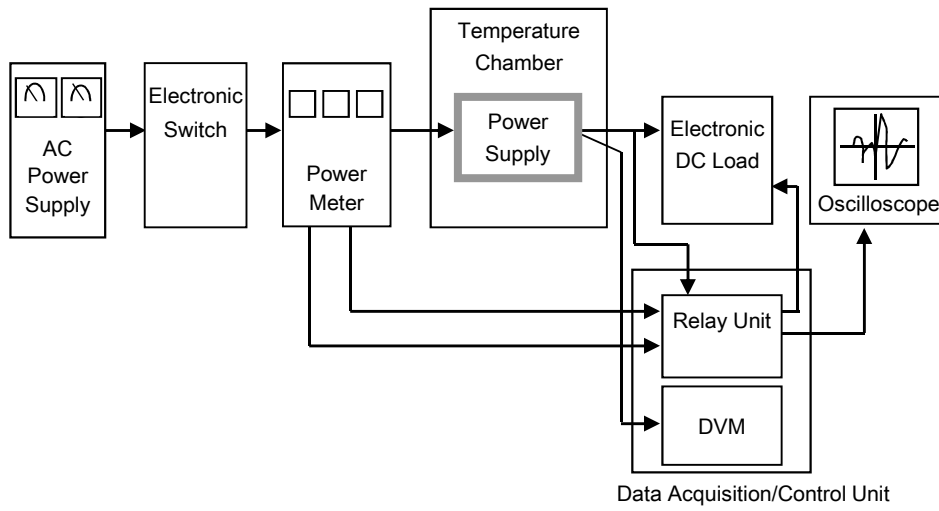 AC
Power
Supply
Electronic
Switch
Power
Meter
Temperature
Chamber
Power
Supply
Electronic
DC Load
Oscilloscope
Relay Unit
DVM
Data Acquisition/Control Unit